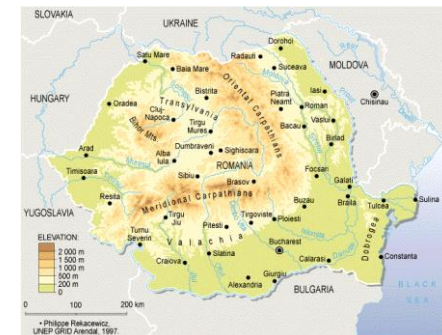 SLOVAKIA
UKRAINE
Dorohoi
Satu Mare
Radauti
Baia Mare
Suceava
MOLDOVA
Oriental Carpathians
Bistrita
Iasi
HUNGARY
Oradea
Transylvania
Piatra
Neamt
Roman
Chisinau
Cluj-
Napoca
Tirgu
Mures
Vaslui
Bacau
Bihor Mts.
Birlad
Dumbraveni
Arad
Alba
Iulia
Sighisoara
ROMANIA
Timisoara
Sibiu
Brasov
Focsari
Galati
Meridional Carpathians
YUGOSLAVIA
Resita
Buzau
Braila
Tulcea
Sulina
Tirgu
Jiu
Tirgoviste
Ploiesti
Pitesti
ELEVATION:
2 000 m
1 500 m
1 000 m
500 m
200 m
0
Turnu
Severin
Valachia
Bucharest
Dobrogea
Slatina
Craiova
Calarasi
Constanta
Giurgiu
Alexandria
BLACK
SEA
0
100
200 km
BULGARIA
• Philippe Rekacewicz,
UNEP GRID Arendal, 1997.